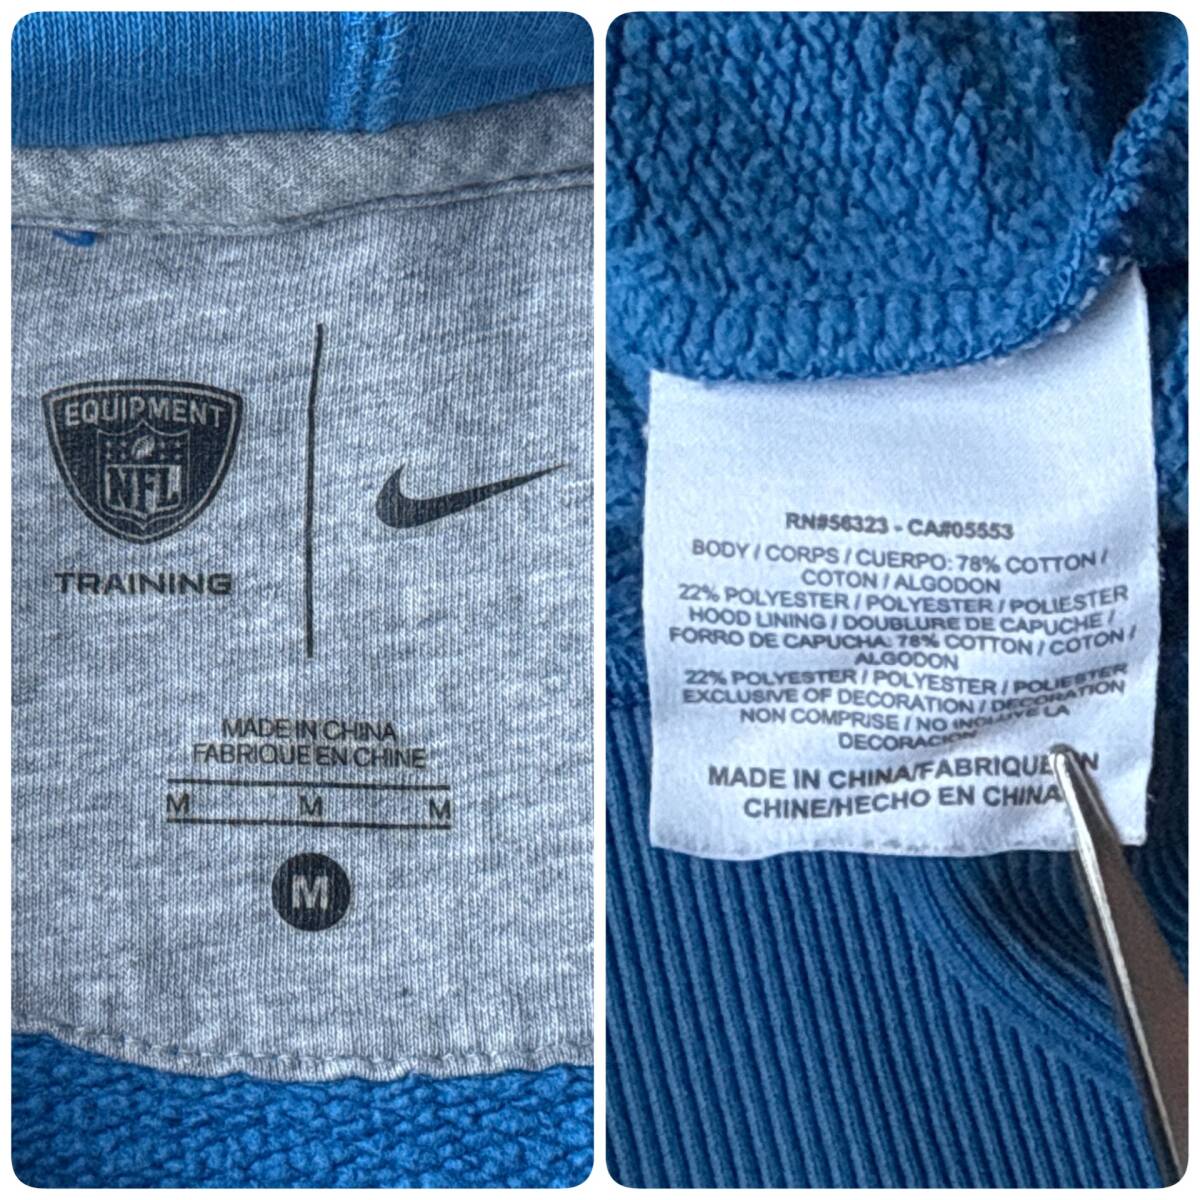 EQUIPMENT
NFL
TRAINING
MADE IN CHINA
FABRIQUE EN CHINE
M M M
M
RN#56323 - CA#05553
BODY / CORPS / CUERPO: 78% COTTON /
COTON / ALGODON
22% POLYESTER / POLYESTER / POLIESTER
HOOD LINING / DOUBLURE DE CAPUCHE /
FORRO DE CAPUCHA: 78% COTTON / COTON /
ALGODON
22% POLYESTER / POLYESTER / POLIESTER
EXCLUSIVE OF DECORATION / DECORATION
NON COMPRISE / NO INCLUYE LA
DECORACION
MADE IN CHINA/FABRIQUE EN
CHINE/HECHO EN CHINA